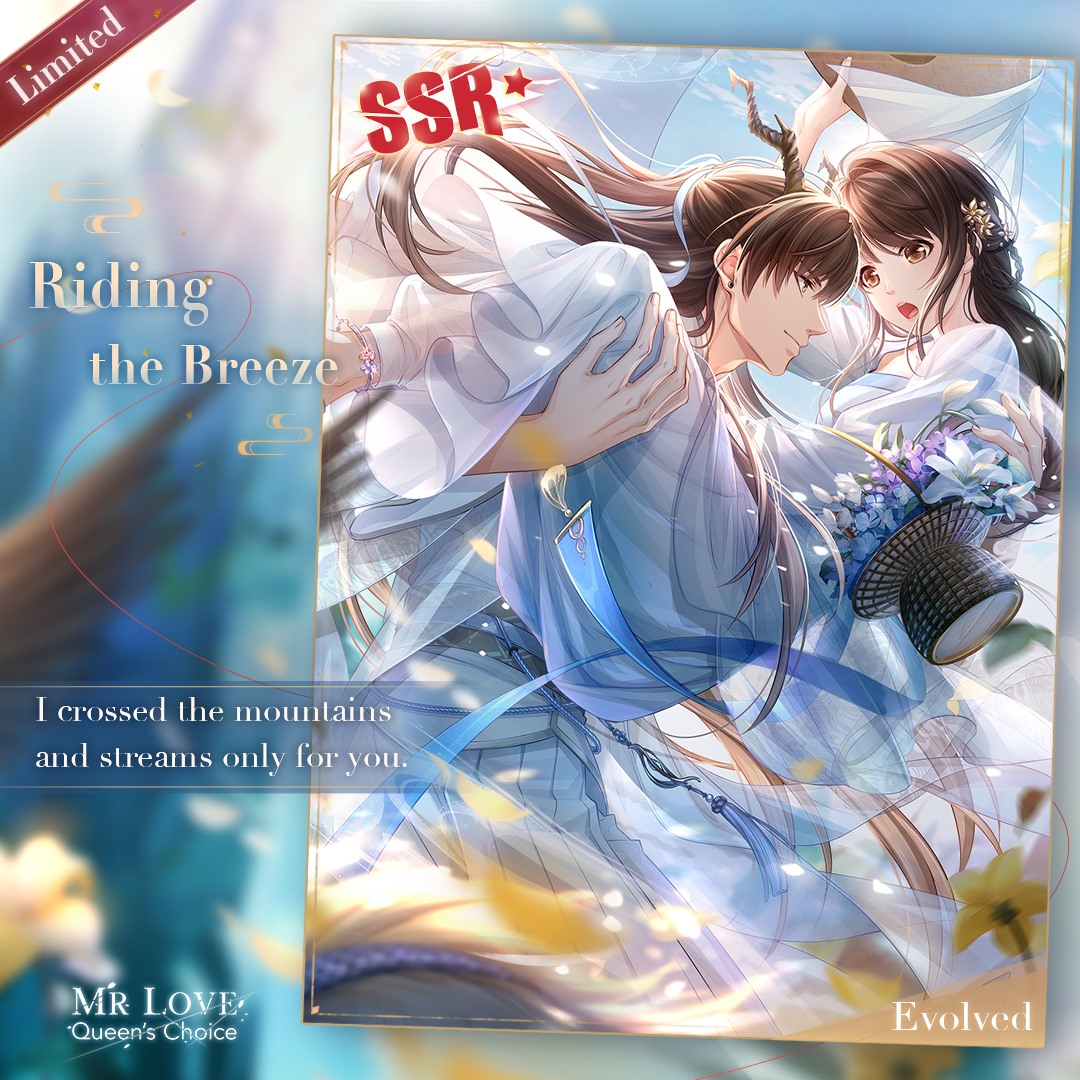 Limited
SSR
Riding
the Breeze
I crossed the mountains
and streams only for you.
MR LOVE:
Queen's Choice
Evolved